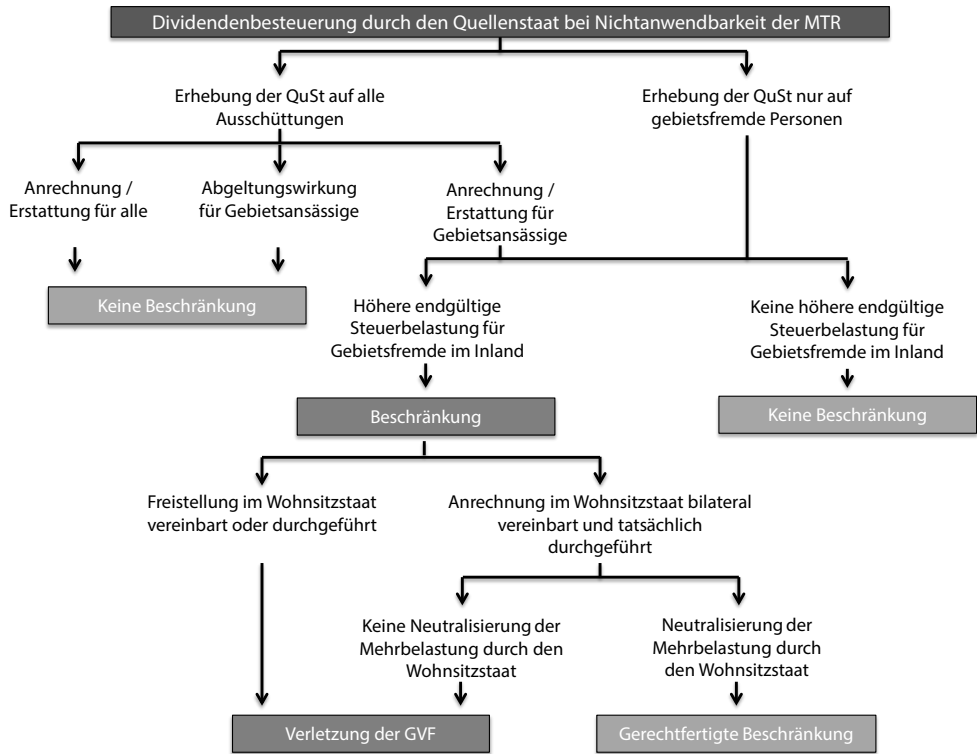 Dividendenbesteuerung durch den Quellenstaat bei Nichtanwendbarkeit der MTR
Erhebung der QuSt auf alle
Ausschüttungen
Erhebung der QuSt nur auf
gebietsfremde Personen
Anrechnung /
Erstattung für alle
Abgeltungswirkung
für Gebietsansässige
Anrechnung /
Erstattung für
Gebietsansässige
Keine Beschränkung
Höhere endgültige
Steuerbelastung für
Gebietsfremde im Inland
Keine höhere endgültige
Steuerbelastung für
Gebietsfremde im Inland
Beschränkung
Keine Beschränkung
Freistellung im Wohnsitzstaat
vereinbart oder durchgeführt
Anrechnung im Wohnsitzstaat bilateral
vereinbart und tatsächlich
durchgeführt
Keine Neutralisierung der
Mehrbelastung durch den
Wohnsitzstaat
Neutralisierung der
Mehrbelastung durch
den Wohnsitzstaat
Verletzung der GVF
Gerechtfertigte Beschränkung